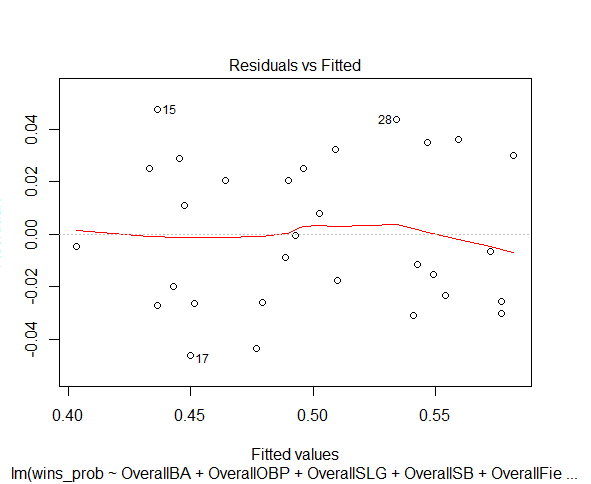 Residuals vs Fitted
0.04
0.02
0.00
-0.02
-0.04
15
28
17
0.40 0.45 0.50 0.55
Fitted values
lm(wins_prob ~ OverallBA + OverallOBP + OverallSLG + OverallSB + OverallFie ...